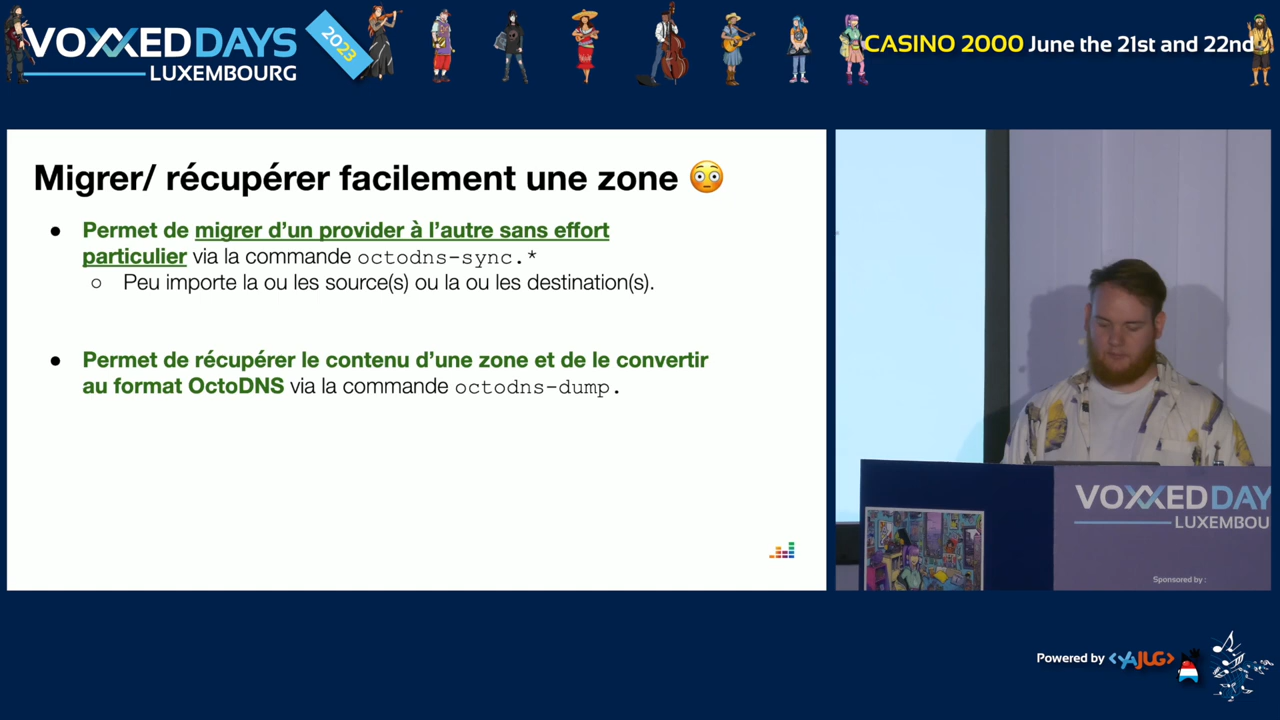 VOXXED DAYS
LUXEMBOURG
2023
CASINO 2000 June the 21st and 22nd
Migrer/ récupérer facilement une zone 😳
● Permet de migrer d'un provider à l'autre sans effort
particulier via la commande octodns-sync.*
○ Peu importe la ou les source(s) ou la ou les destination(s).
● Permet de récupérer le contenu d'une zone et de le convertir
au format OctoDNS via la commande octodns-dump.
VOXXED DAY
LUXEMBOU
Sponsored by :
Powered by <YAJUG>